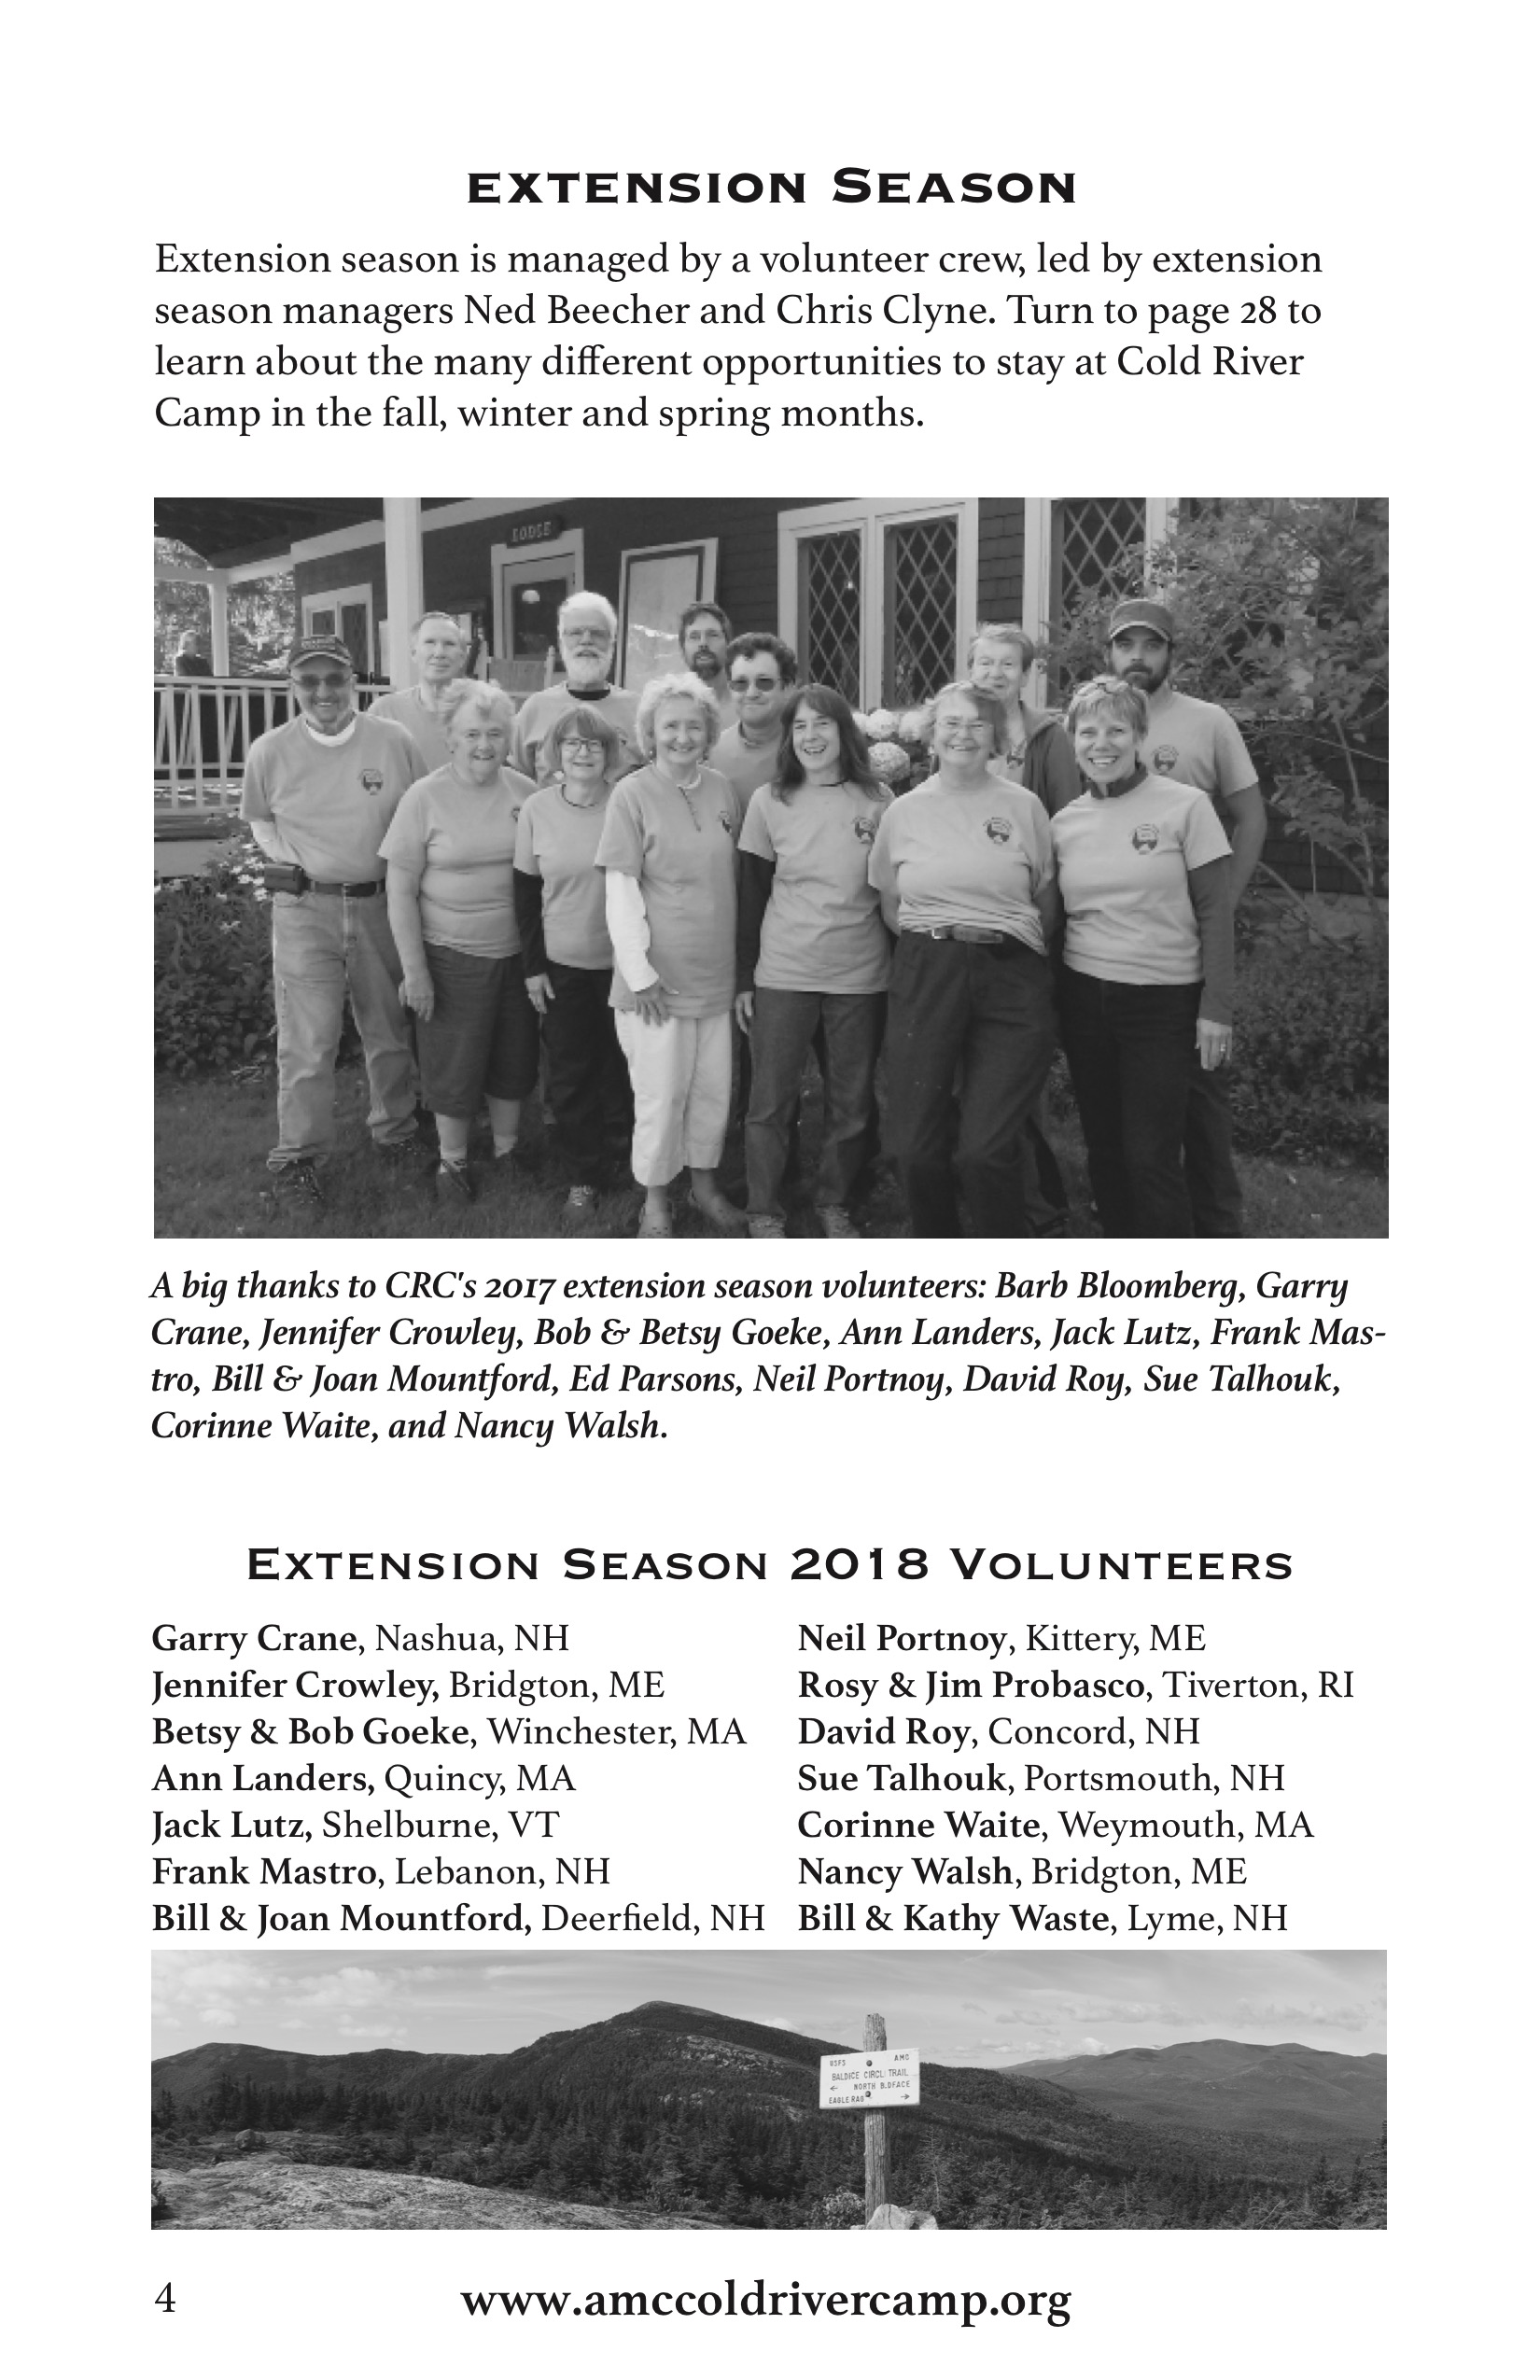 EXTENSION SEASON
Extension season is managed by a volunteer crew, led by extension
season managers Ned Beecher and Chris Clyne. Turn to page 28 to
learn about the many different opportunities to stay at Cold River
Camp in the fall, winter and spring months.
LODGE
A big thanks to CRC's 2017 extension season volunteers: Barb Bloomberg, Garry
Crane, Jennifer Crowley, Bob & Betsy Goeke, Ann Landers, Jack Lutz, Frank Mas-
tro, Bill & Joan Mountford, Ed Parsons, Neil Portnoy, David Roy, Sue Talhouk,
Corinne Waite, and Nancy Walsh.
EXTENSION SEASON 2018 VOLUNTEERS
Garry Crane, Nashua, NH
Jennifer Crowley, Bridgton, ME
Betsy & Bob Goeke, Winchester, MA
Ann Landers, Quincy, MA
Jack Lutz, Shelburne, VT
Frank Mastro, Lebanon, NH
Bill & Joan Mountford, Deerfield, NH
Neil Portnoy, Kittery, ME
Rosy & Jim Probasco, Tiverton, RI
David Roy, Concord, NH
Sue Talhouk, Portsmouth, NH
Corinne Waite, Weymouth, MA
Nancy Walsh, Bridgton, ME
Bill & Kathy Waste, Lyme, NH
USFS AMC
BALDFACE CIRCLE TRAIL
← NORTH BALDFACE
EAGLE CRAG →
4 www.amccoldrivercamp.org